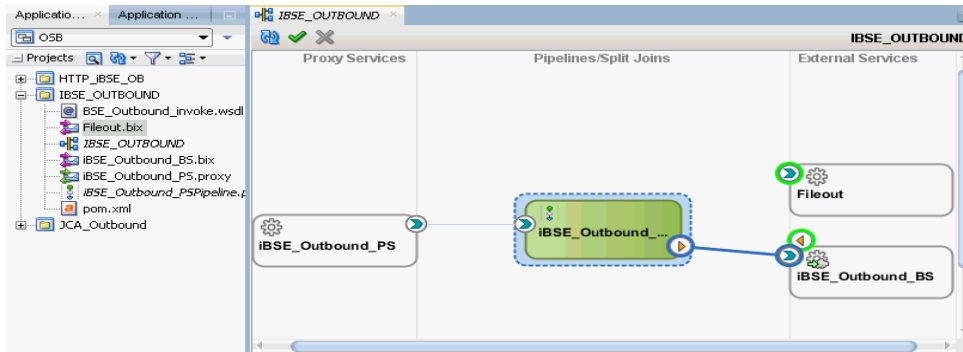 Applicatio...
Application ...
IBSE_OUTBOUND
OSB
IBSE_OUTBOUND
Projects
Proxy Services
Pipelines/Split Joins
External Services
HTTP_iBSE_OB
IBSE_OUTBOUND
BSE_Outbound_invoke.wsdl
Fileout.bix
IBSE_OUTBOUND
iBSE_Outbound_BS.bix
iBSE_Outbound_PS.proxy
iBSE_Outbound_PSPipeline.p
pom.xml
JCA_Outbound
iBSE_Outbound_PS
iBSE_Outbound_...
Fileout
iBSE_Outbound_BS